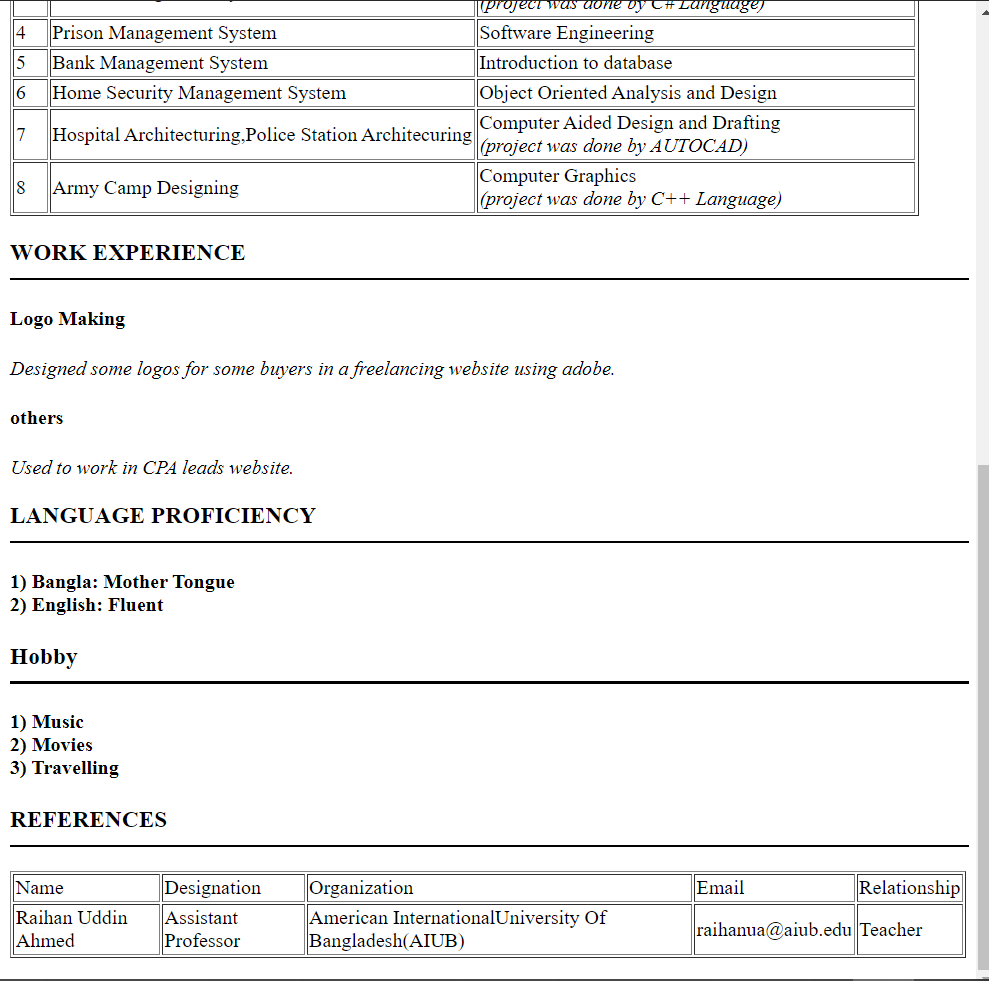 (project was done by C# Language)
4 Prison Management System Software Engineering
5 Bank Management System Introduction to database
6 Home Security Management System Object Oriented Analysis and Design
7 Hospital Architecturing,Police Station Architecuring Computer Aided Design and Drafting
(project was done by AUTOCAD)
8 Army Camp Designing Computer Graphics
(project was done by C++ Language)
WORK EXPERIENCE
Logo Making
Designed some logos for some buyers in a freelancing website using adobe.
others
Used to work in CPA leads website.
LANGUAGE PROFICIENCY
1) Bangla: Mother Tongue
2) English: Fluent
Hobby
1) Music
2) Movies
3) Travelling
REFERENCES
Name Designation Organization Email Relationship
Raihan Uddin Ahmed Assistant Professor American InternationalUniversity Of Bangladesh(AIUB) raihanua@aiub.edu Teacher